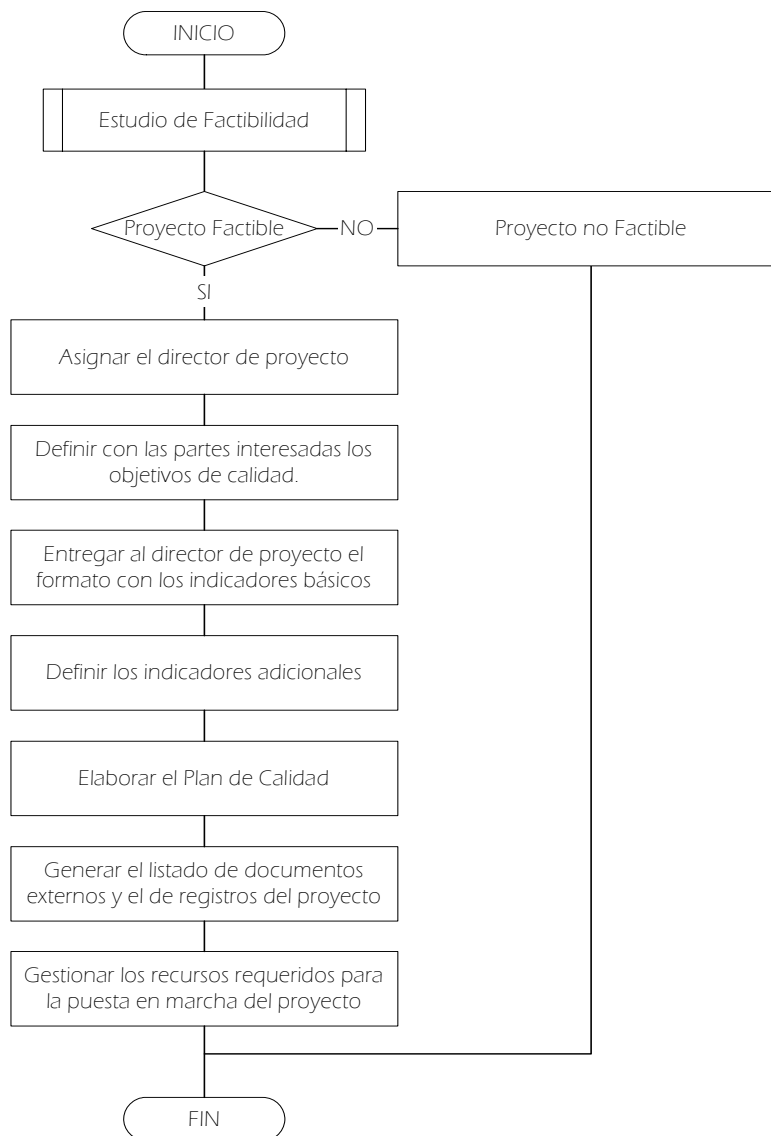 INICIO
Estudio de Factibilidad
Proyecto Factible
NO
Proyecto no Factible
SI
Asignar el director de proyecto
Definir con las partes interesadas los
objetivos de calidad.
Entregar al director de proyecto el
formato con los indicadores básicos
Definir los indicadores adicionales
Elaborar el Plan de Calidad
Generar el listado de documentos
externos y el de registros del proyecto
Gestionar los recursos requeridos para
la puesta en marcha del proyecto
FIN